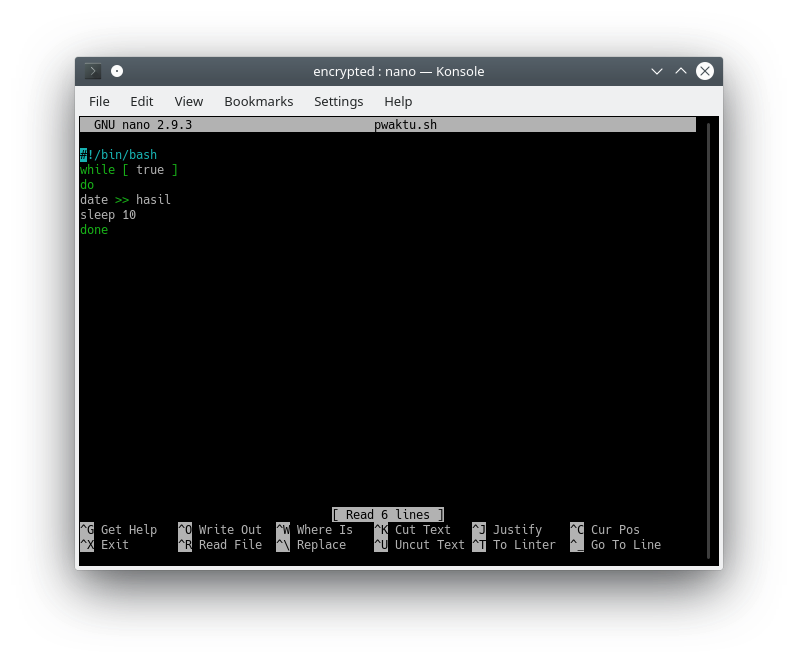 encrypted : nano — Konsole
File Edit View Bookmarks Settings Help
GNU nano 2.9.3 pwaktu.sh
#!/bin/bash
while [ true ]
do
date >> hasil
sleep 10
done
[ Read 6 lines ]
^G Get Help ^O Write Out ^W Where Is ^K Cut Text ^J Justify ^C Cur Pos
^X Exit ^R Read File ^\ Replace ^U Uncut Text ^T To Linter ^_ Go To Line